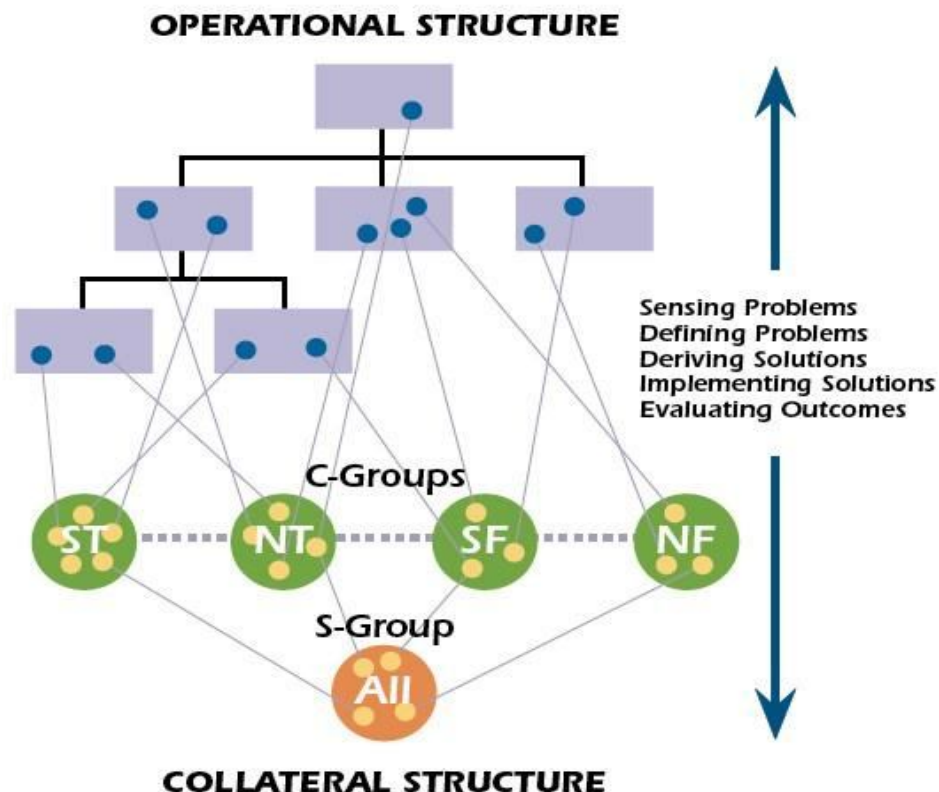 OPERATIONAL STRUCTURE
Sensing Problems
Defining Problems
Deriving Solutions
Implementing Solutions
Evaluating Outcomes
C-Groups
ST
NT
SF
NF
S-Group
All
COLLATERAL STRUCTURE